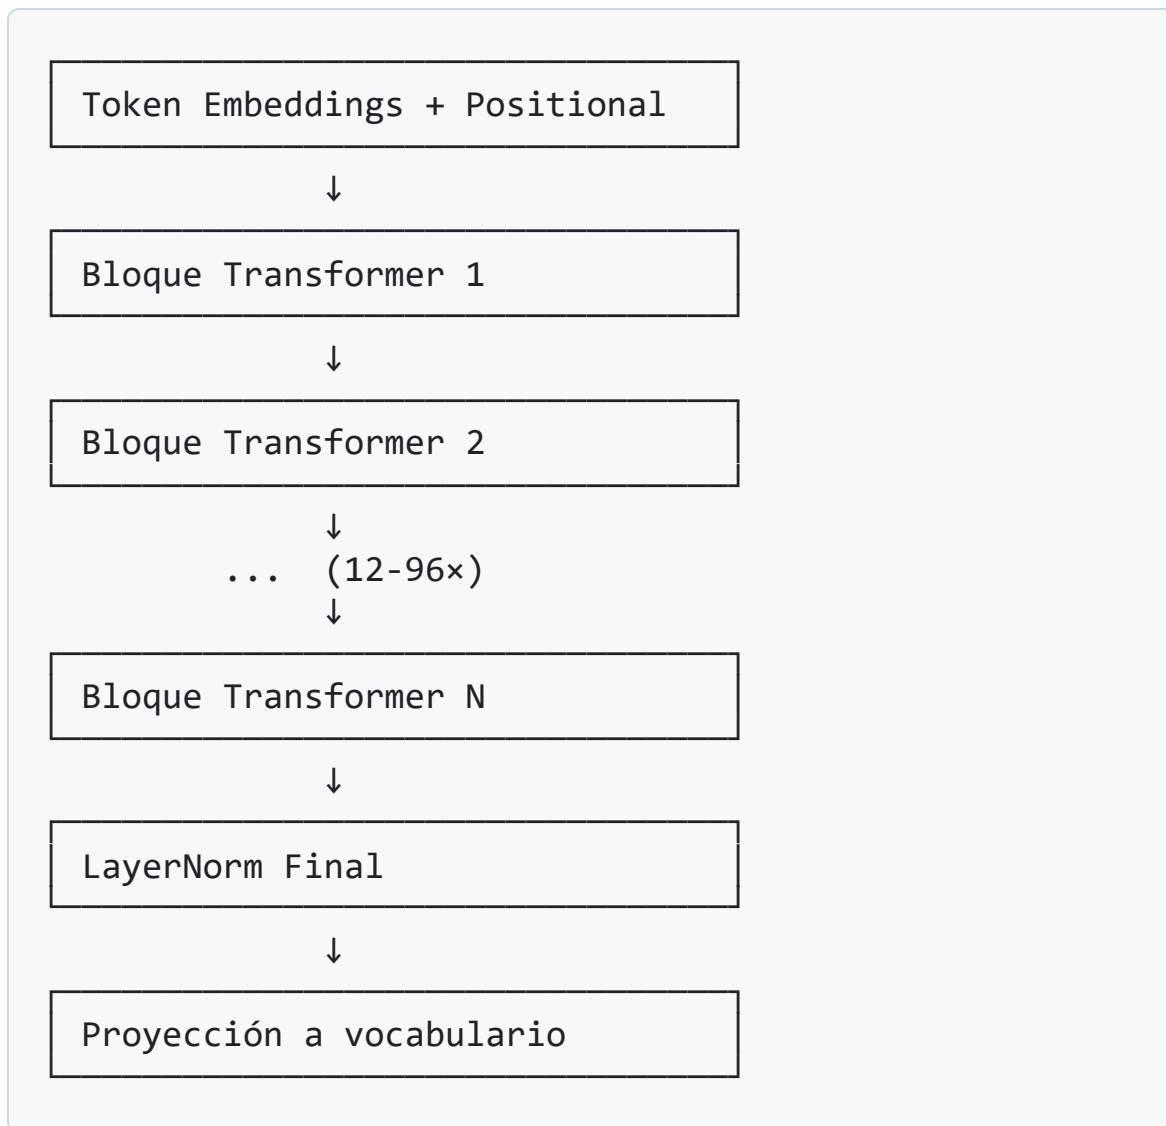 Token Embeddings + Positional
↓
Bloque Transformer 1
↓
Bloque Transformer 2
↓
... (12-96×)
↓
Bloque Transformer N
↓
LayerNorm Final
↓
Proyección a vocabulario